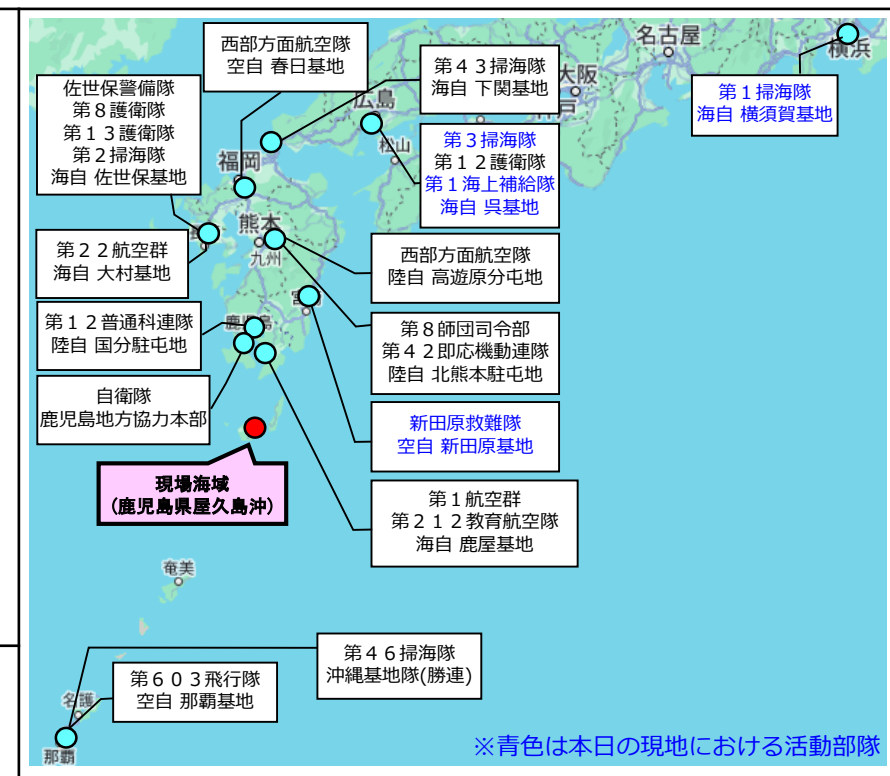 西部方面航空隊
空自 春日基地
名古屋
横浜
第４３掃海隊
海自 下関基地
大阪
神戸
第１掃海隊
海自 横須賀基地
佐世保警備隊
第８護衛隊
第１３護衛隊
第２掃海隊
海自 佐世保基地
広島
松山
第３掃海隊
第１２護衛隊
第１海上補給隊
海自 呉基地
福岡
熊本
九州
第２２航空群
海自 大村基地
西部方面航空隊
陸自 高遊原分屯地
第１２普通科連隊
陸自 国分駐屯地
鹿児島
第８師団司令部
第４２即応機動連隊
陸自 北熊本駐屯地
自衛隊
鹿児島地方協力本部
新田原救難隊
空自 新田原基地
現場海域
(鹿児島県屋久島沖)
第１航空群
第２１２教育航空隊
海自 鹿屋基地
奄美
第４６掃海隊
沖縄基地隊(勝連)
第６０３飛行隊
空自 那覇基地
名護
那覇
※青色は本日の現地における活動部隊